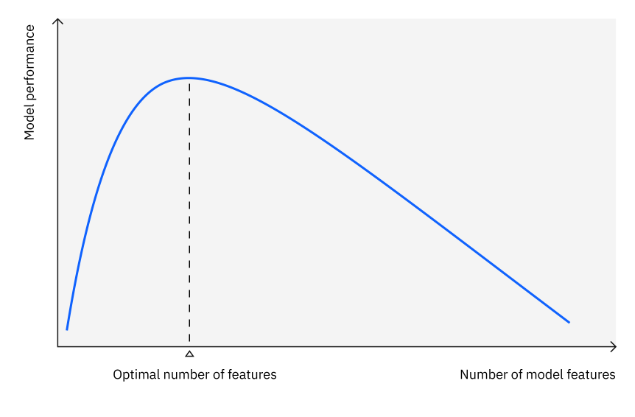 Model performance
Optimal number of features
Number of model features